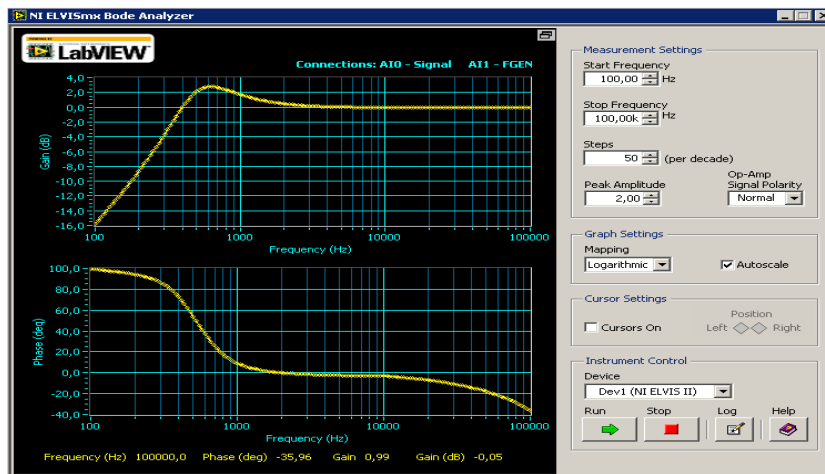 NI ELVISmx Bode Analyzer
POWERED BY
LabVIEW™
Connections: AI0 - Signal AI1 - FGEN
4,0
2,0
0,0
-2,0
-4,0
-6,0
-8,0
-10,0
-12,0
-14,0
-16,0
Gain (dB)
100
1000
10000
100000
Frequency (Hz)
100,0
80,0
60,0
40,0
20,0
0,0
-20,0
-40,0
Phase (deg)
100
1000
10000
100000
Frequency (Hz)
Frequency (Hz) 100000,0 Phase (deg) -35,96 Gain 0,99 Gain (dB) -0,05
Measurement Settings
Start Frequency
100,00 Hz
Stop Frequency
100,00k Hz
Steps
50 (per decade)
Peak Amplitude
2,00
Op-Amp
Signal Polarity
Normal
Graph Settings
Mapping
Logarithmic
Autoscale
Cursor Settings
Cursors On
Position
Left Right
Instrument Control
Device
Dev1 (NI ELVIS II)
Run Stop Log Help